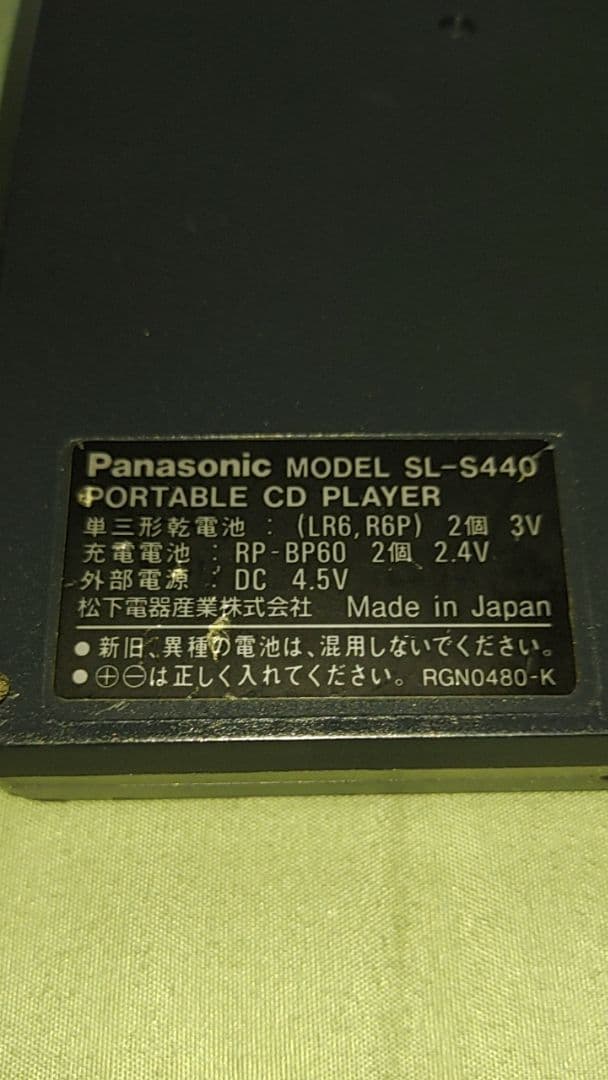 Panasonic MODEL SL-S440
PORTABLE CD PLAYER
単三形乾電池 : (LR6,R6P) 2個 3V
充電電池 : RP-BP60 2個 2.4V
外部電源 : DC 4.5V
松下電器産業株式会社 Made in Japan
● 新旧、異種の電池は、混用しないでください。
● ⊕⊖は正しく入れてください。 RGN0480-K